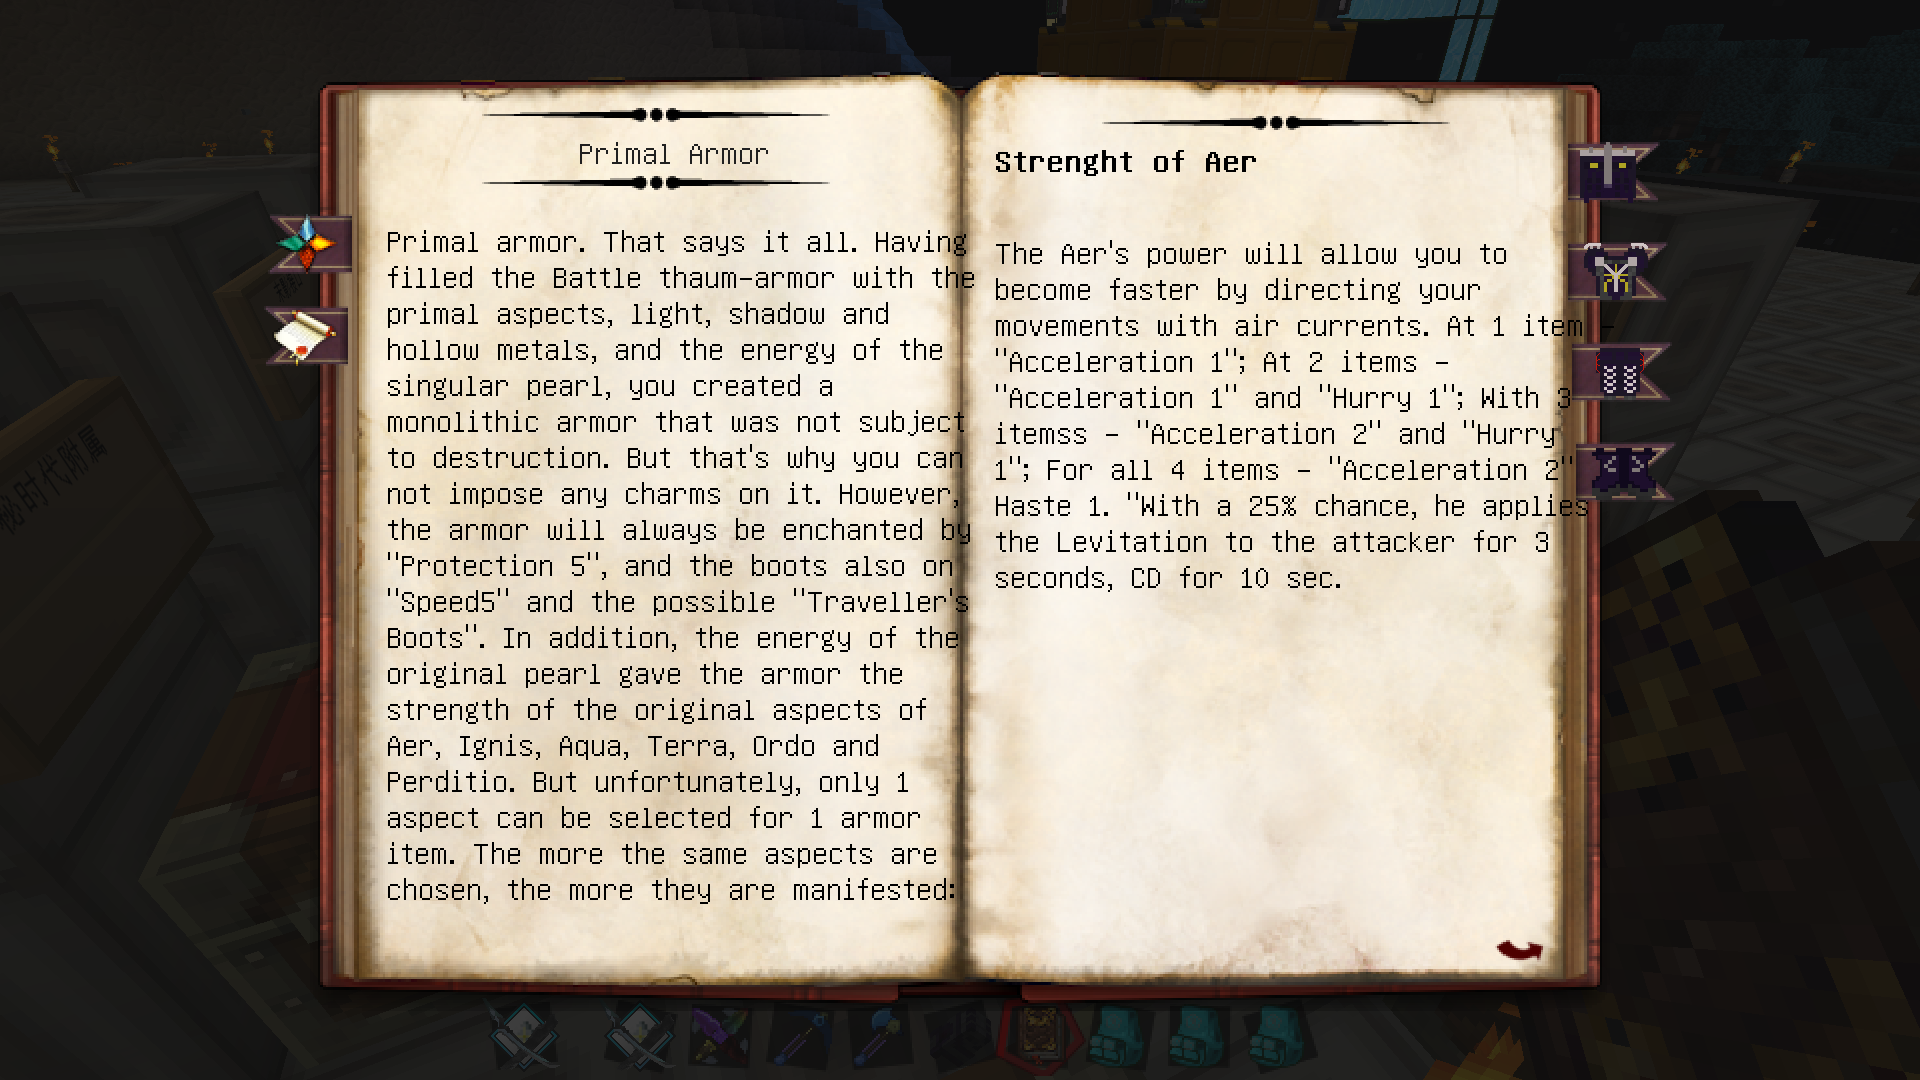 Primal Armor
Primal armor. That says it all. Having
filled the Battle thaum-armor with the
primal aspects, light, shadow and
hollow metals, and the energy of the
singular pearl, you created a
monolithic armor that was not subject
to destruction. But that's why you can
not impose any charms on it. However,
the armor will always be enchanted by
"Protection 5", and the boots also on
"Speed5" and the possible "Traveller's
Boots". In addition, the energy of the
original pearl gave the armor the
strength of the original aspects of
Aer, Ignis, Aqua, Terra, Ordo and
Perditio. But unfortunately, only 1
aspect can be selected for 1 armor
item. The more the same aspects are
chosen, the more they are manifested:
Strenght of Aer
The Aer's power will allow you to
become faster by directing your
movements with air currents. At 1 item -
"Acceleration 1"; At 2 items -
"Acceleration 1" and "Hurry 1"; With 3
itemss - "Acceleration 2" and "Hurry
1"; For all 4 items - "Acceleration 2"
Haste 1. "With a 25% chance, he applies
the Levitation to the attacker for 3
seconds, CD for 10 sec.
秘时代附属